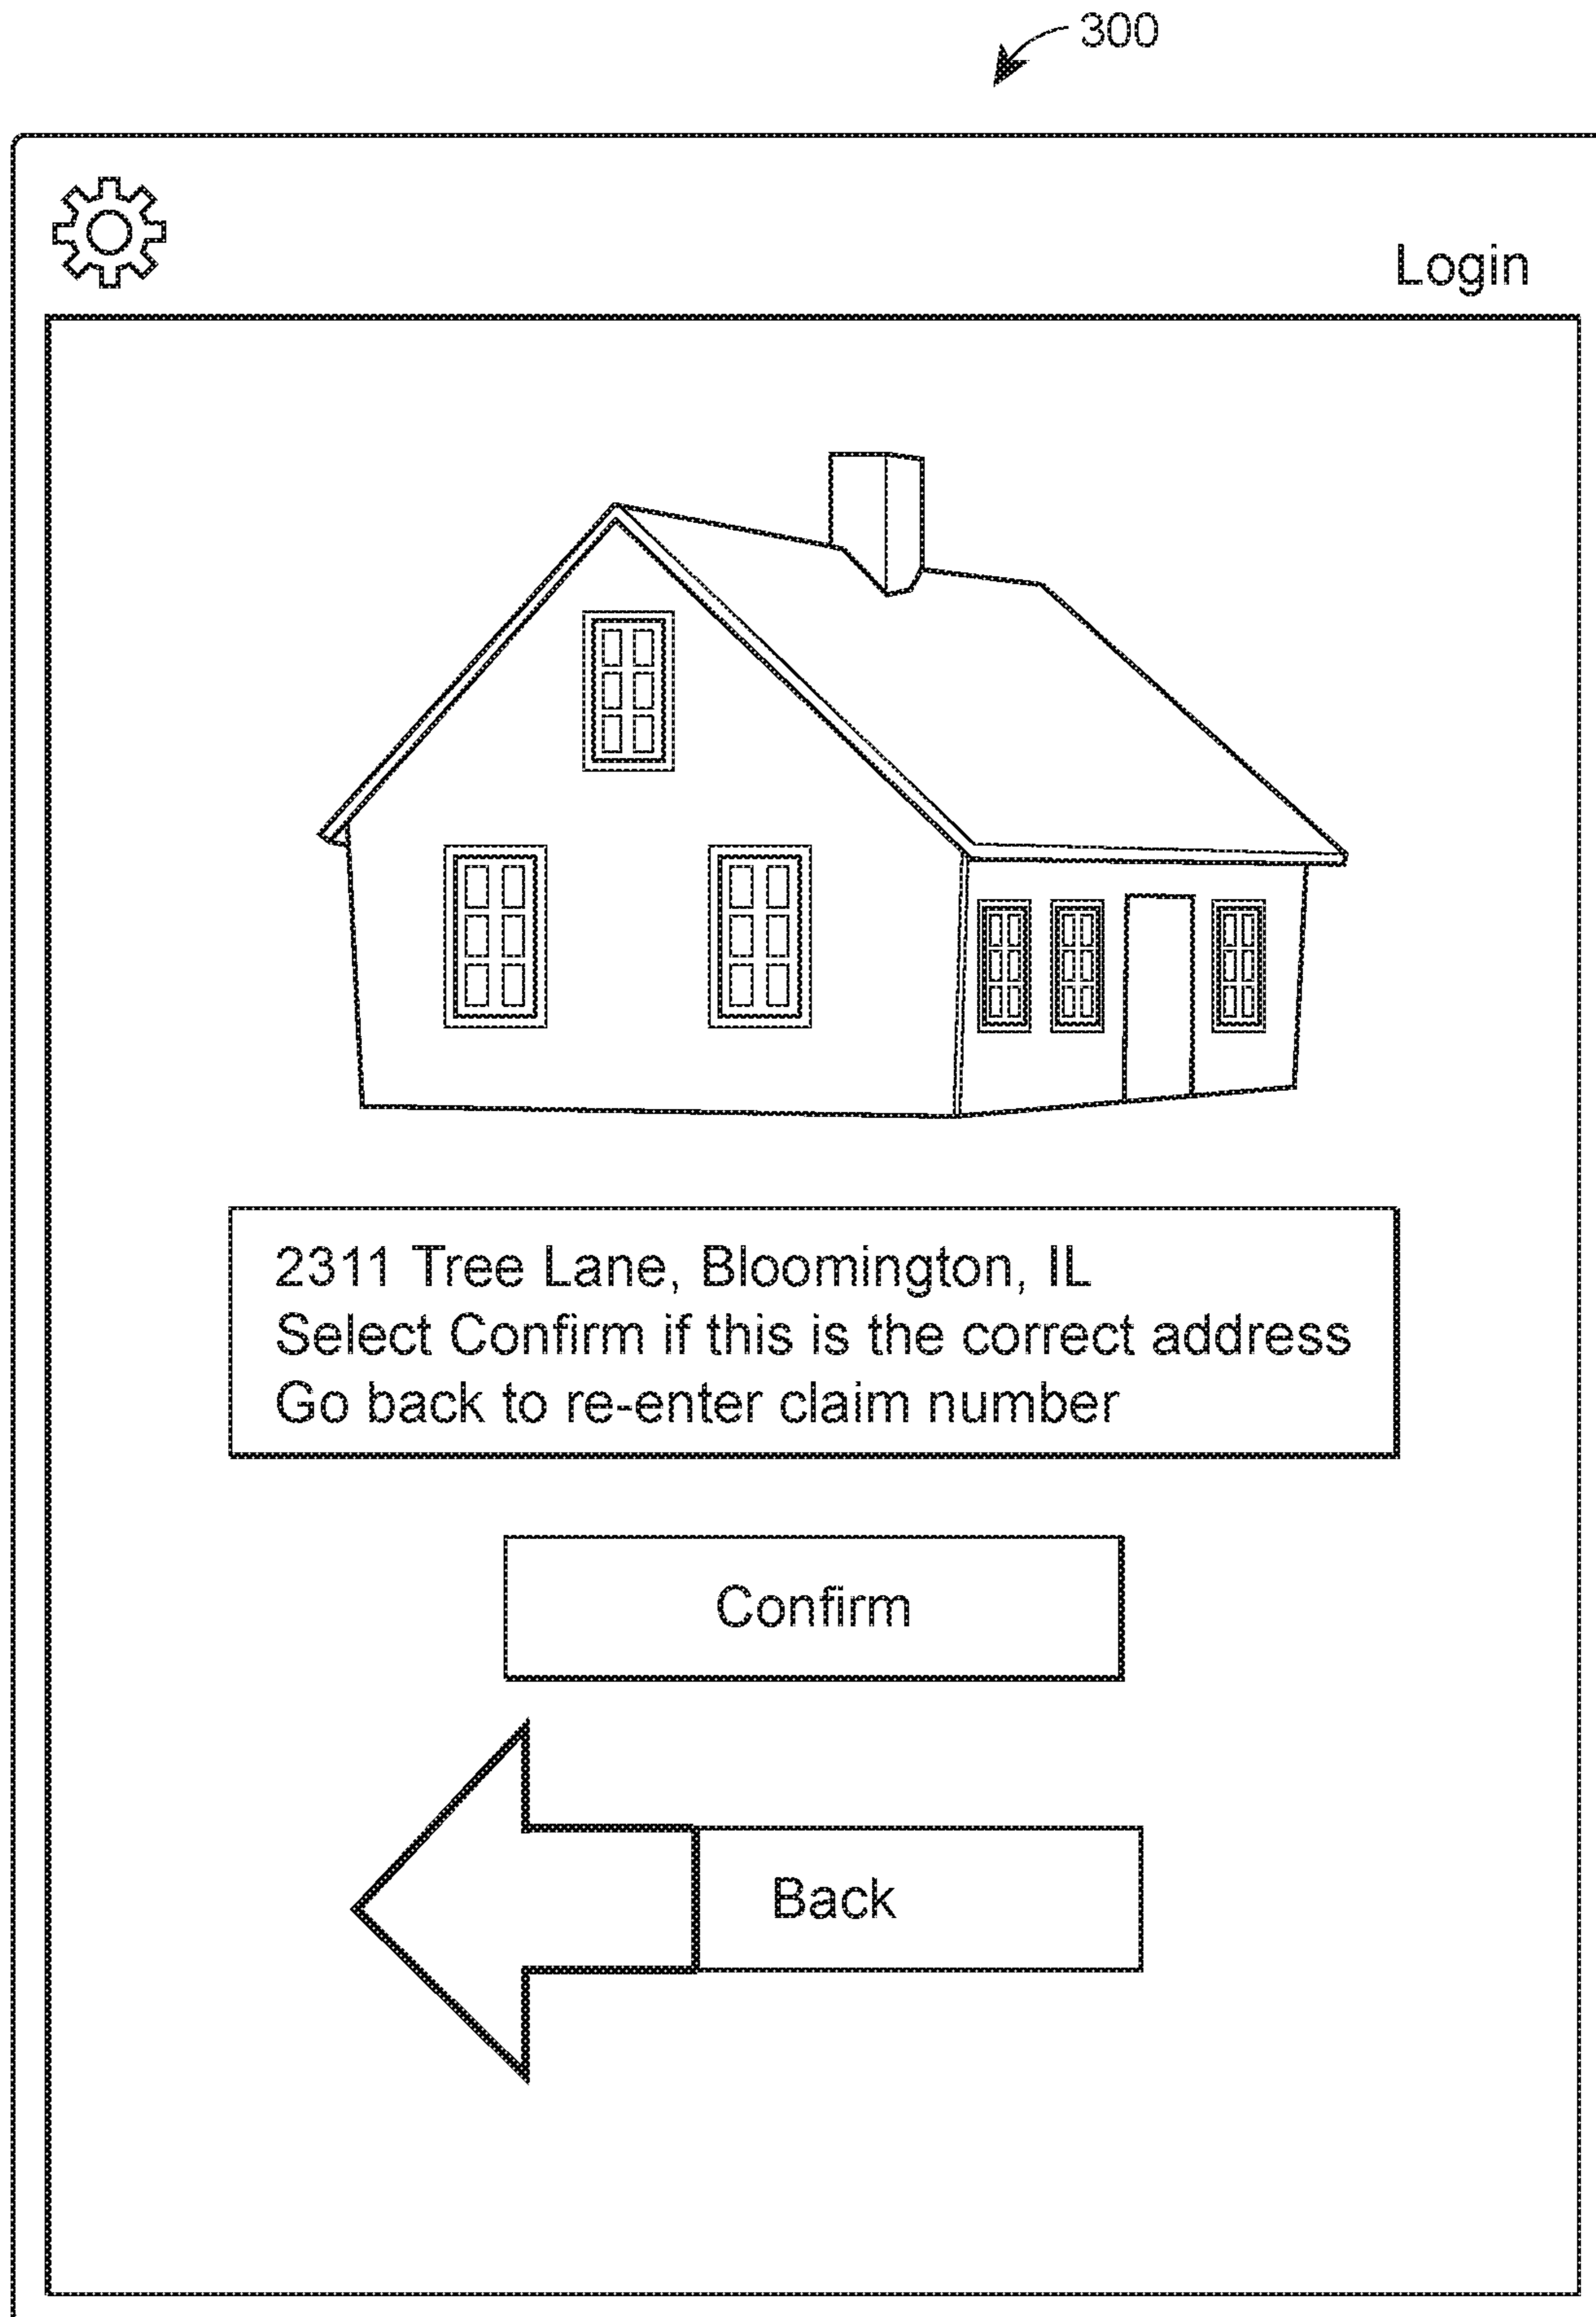 300
Login
2311 Tree Lane, Bloomington, IL
Select Confirm if this is the correct address
Go back to re-enter claim number
Confirm
Back